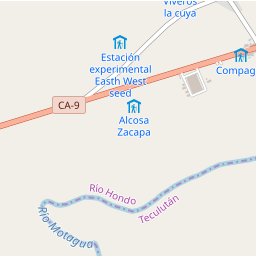 Viveros
la cuya
Estación
experimental
Easth West
seed
Compag
CA-9
Alcosa
Zacapa
Río Hondo
Teculután
Río Motagua